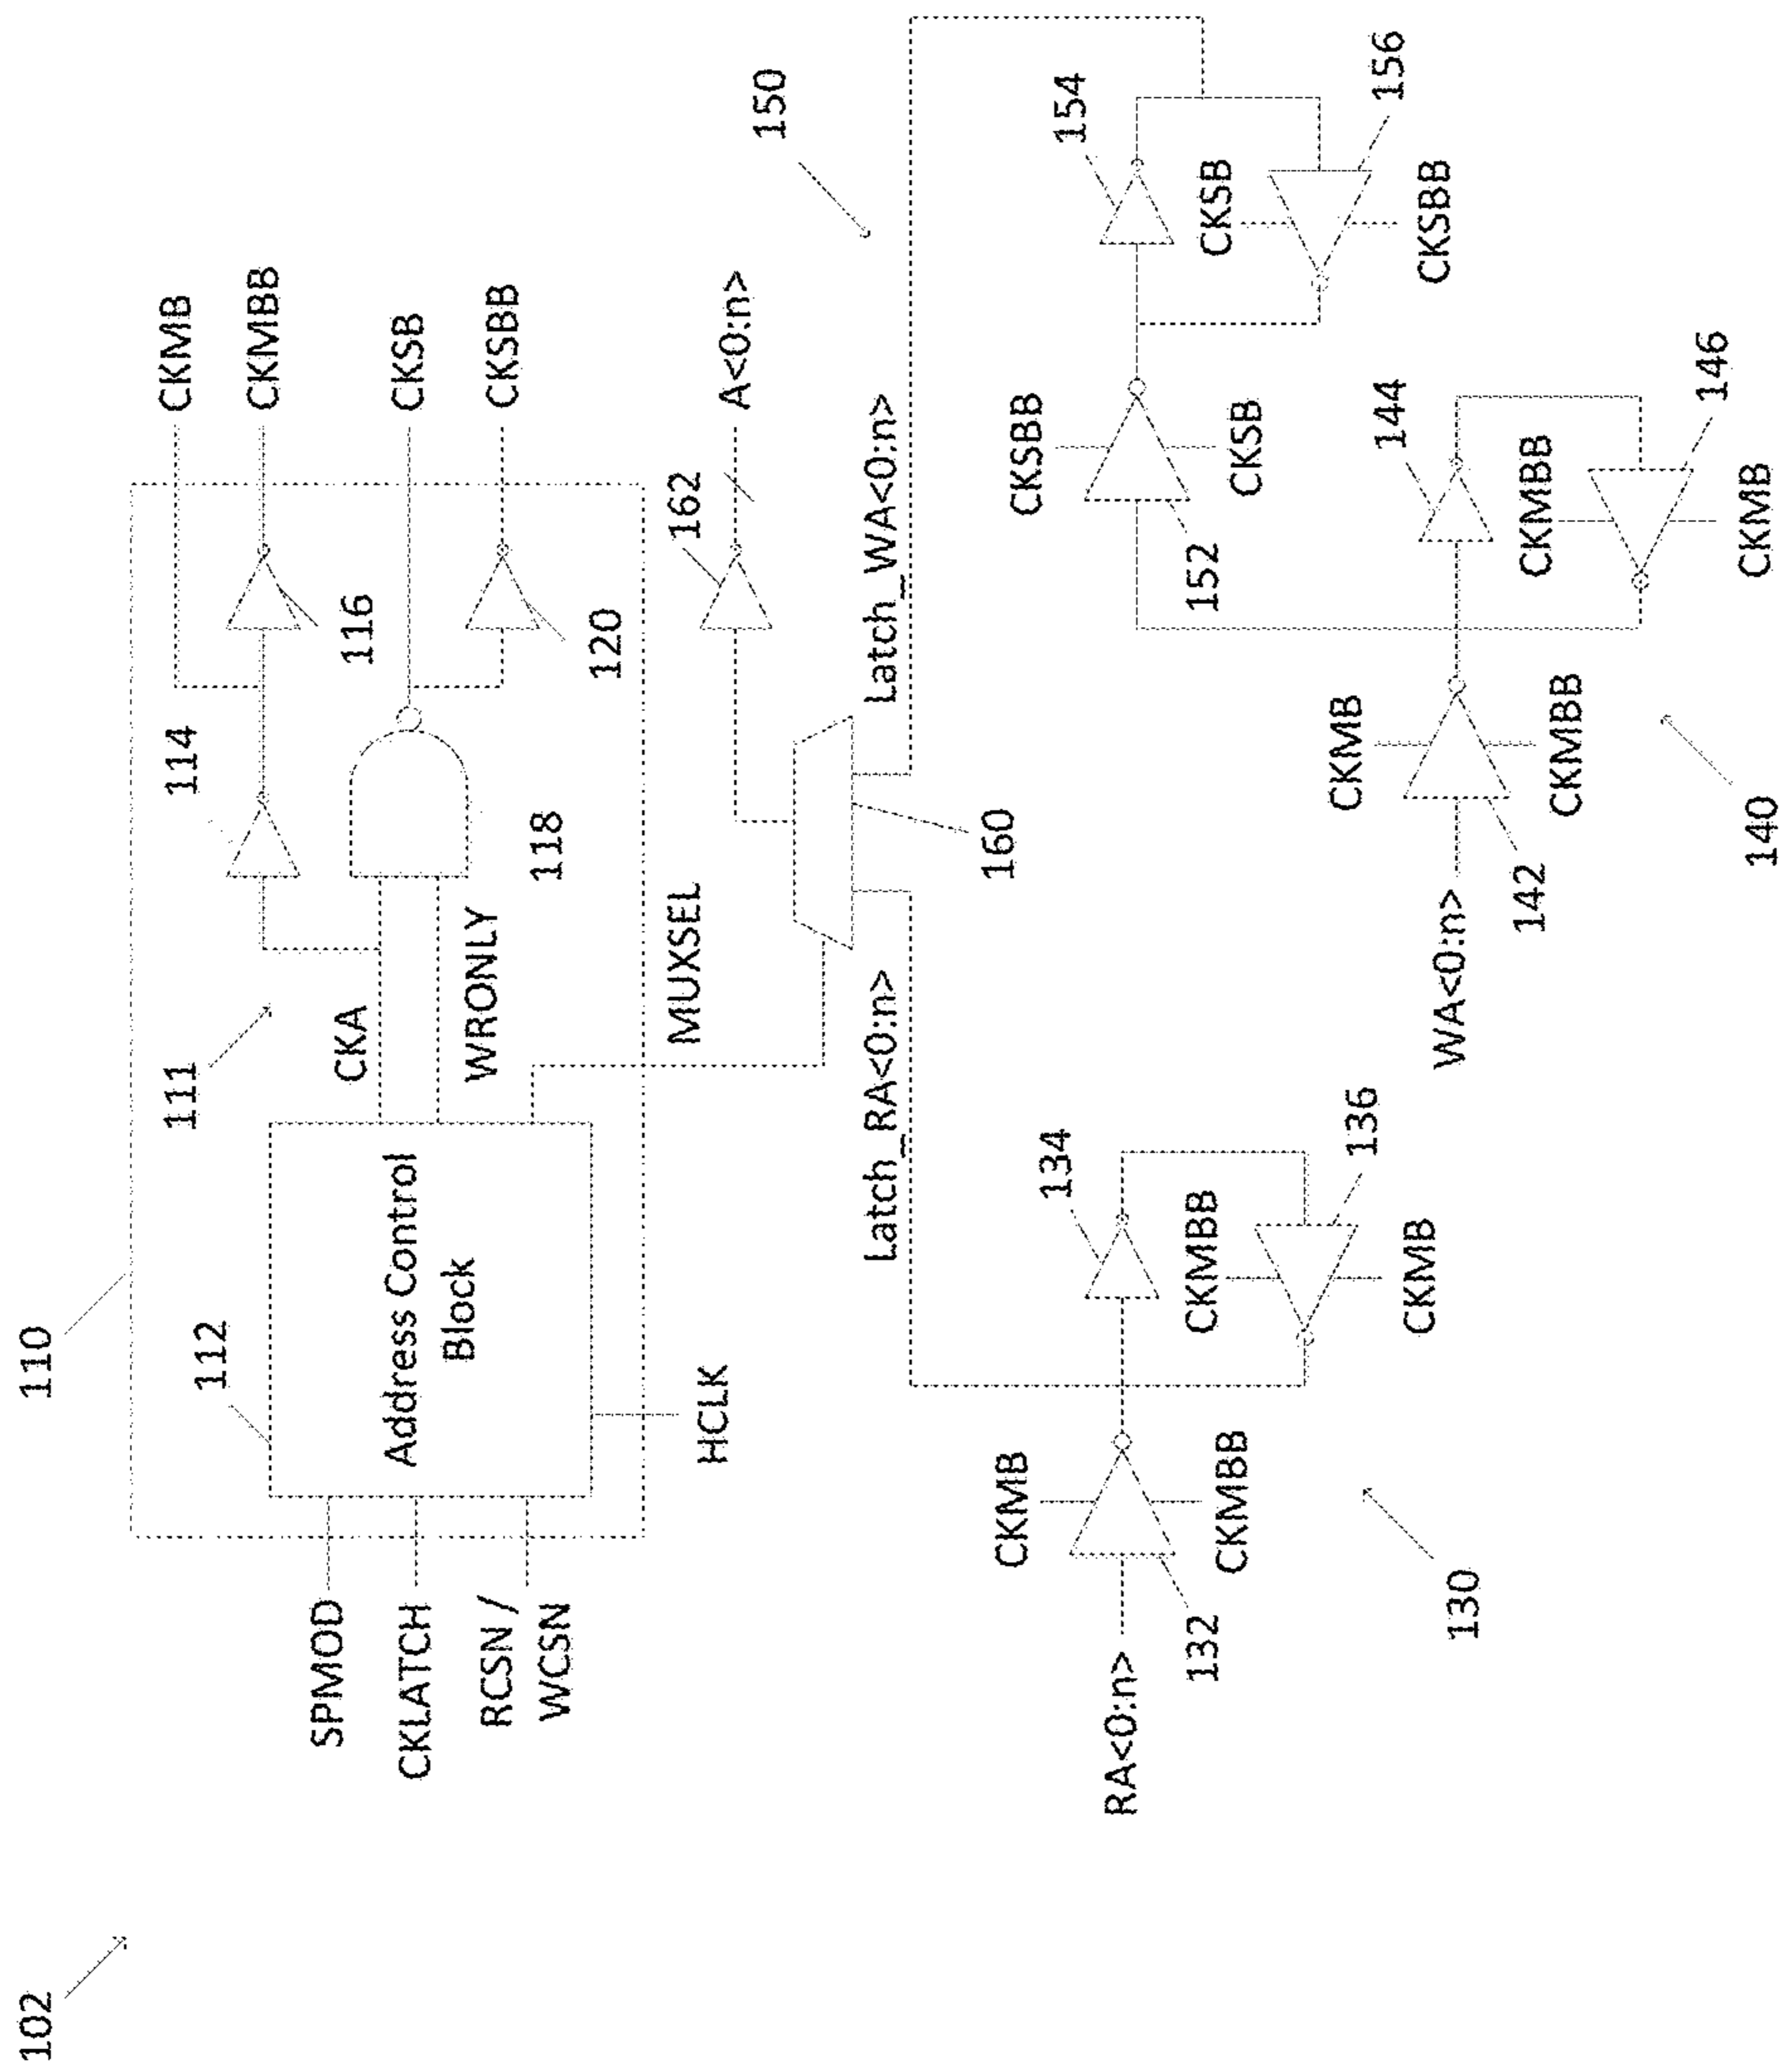 102
110
112
Address Control
Block
SPMOD
CKLATCH
RCSN /
WCSN
HCLK
111
CKA
WRONLY
MUXSEL
114
116
118
120
CKMB
CKMBB
CKSB
CKSBB
162
A<0:n>
160
150
Latch_RA<0:n>
Latch_WA<0:n>
RA<0:n>
132
CKMB
CKMBB
134
CKMBB
136
CKMB
130
WA<0:n>
142
CKMB
CKMBB
144
CKMBB
146
CKMB
140
152
CKSBB
CKSB
154
CKSB
156
CKSBB